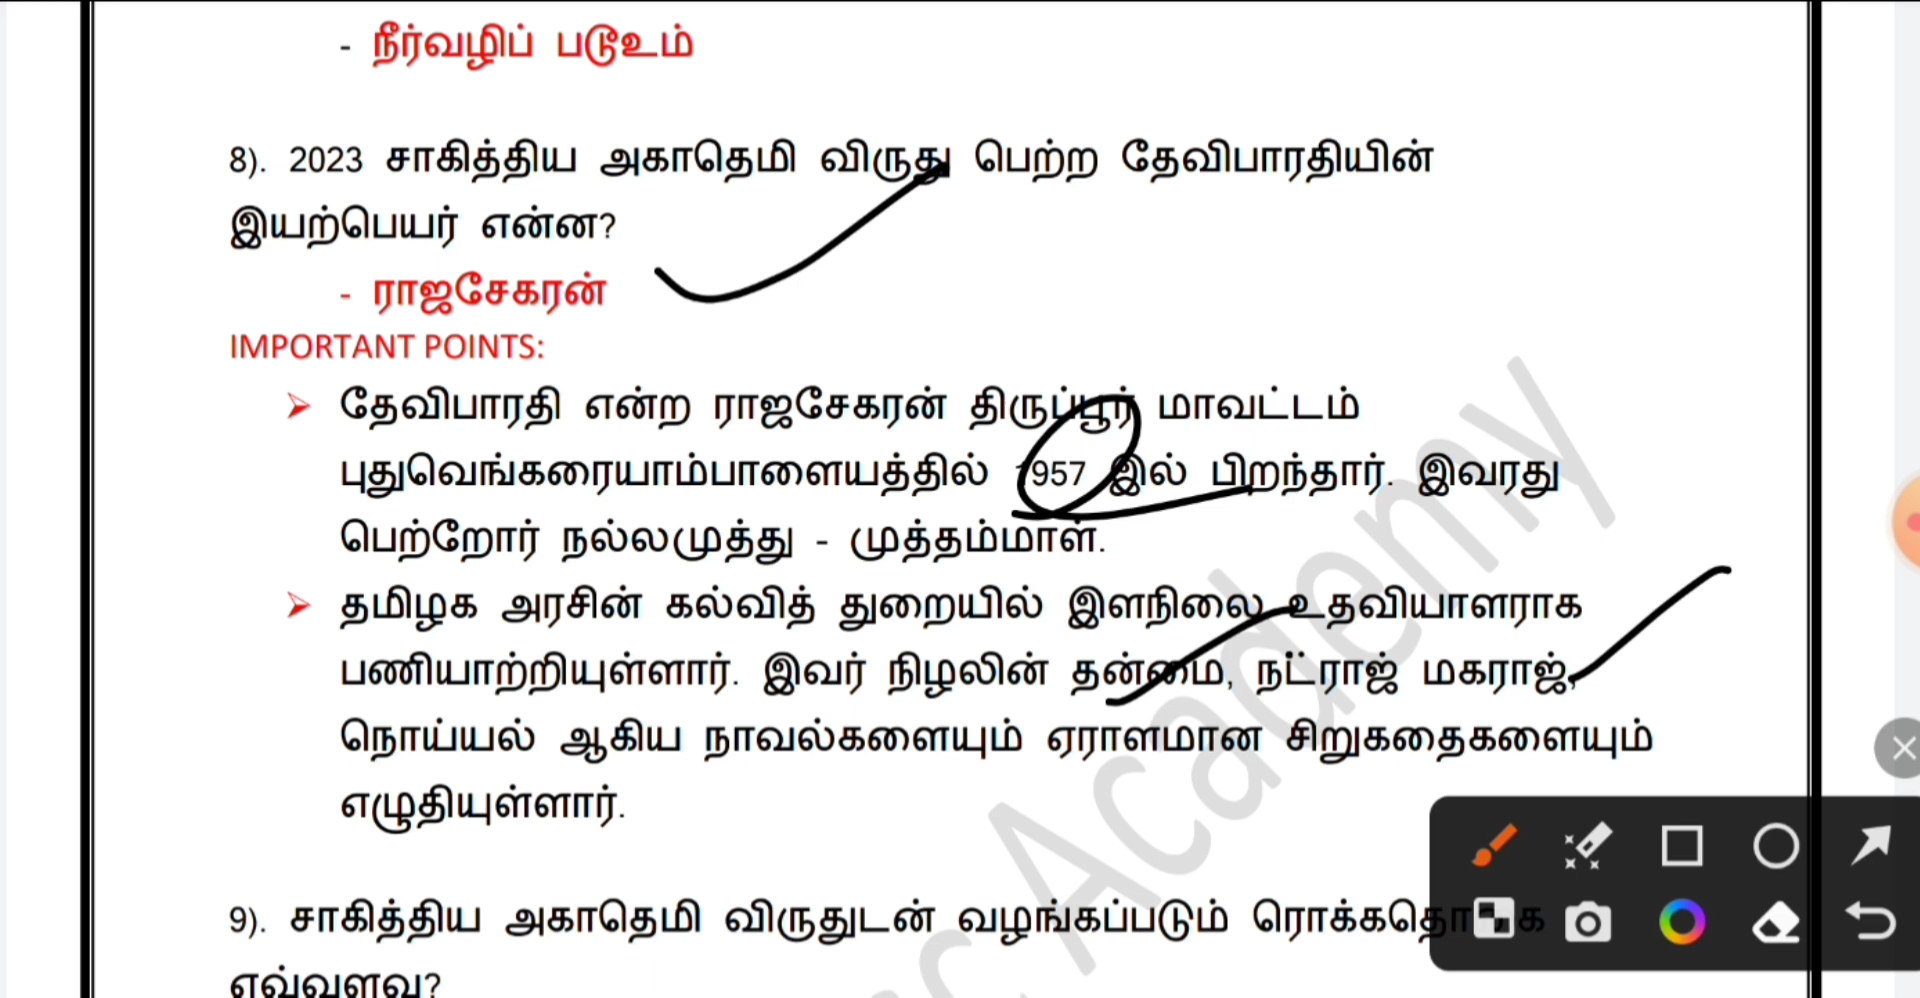 - நீர்வழிப் படூஉம்
8). 2023 சாகித்திய அகாதெமி விருது பெற்ற தேவிபாரதியின்
இயற்பெயர் என்ன?
- ராஜசேகரன்
IMPORTANT POINTS:
➢ தேவிபாரதி என்ற ராஜசேகரன் திருப்பூர் மாவட்டம்
புதுவெங்கரையாம்பாளையத்தில் 1957 இல் பிறந்தார். இவரது
பெற்றோர் நல்லமுத்து - முத்தம்மாள்.
➢ தமிழக அரசின் கல்வித் துறையில் இளநிலை உதவியாளராக
பணியாற்றியுள்ளார். இவர் நிழலின் தன்மை, நட்ராஜ் மகராஜ்,
நொய்யல் ஆகிய நாவல்களையும் ஏராளமான சிறுகதைகளையும்
எழுதியுள்ளார்.
9). சாகித்திய அகாதெமி விருதுடன் வழங்கப்படும்
எவ்வளவு?
Academy